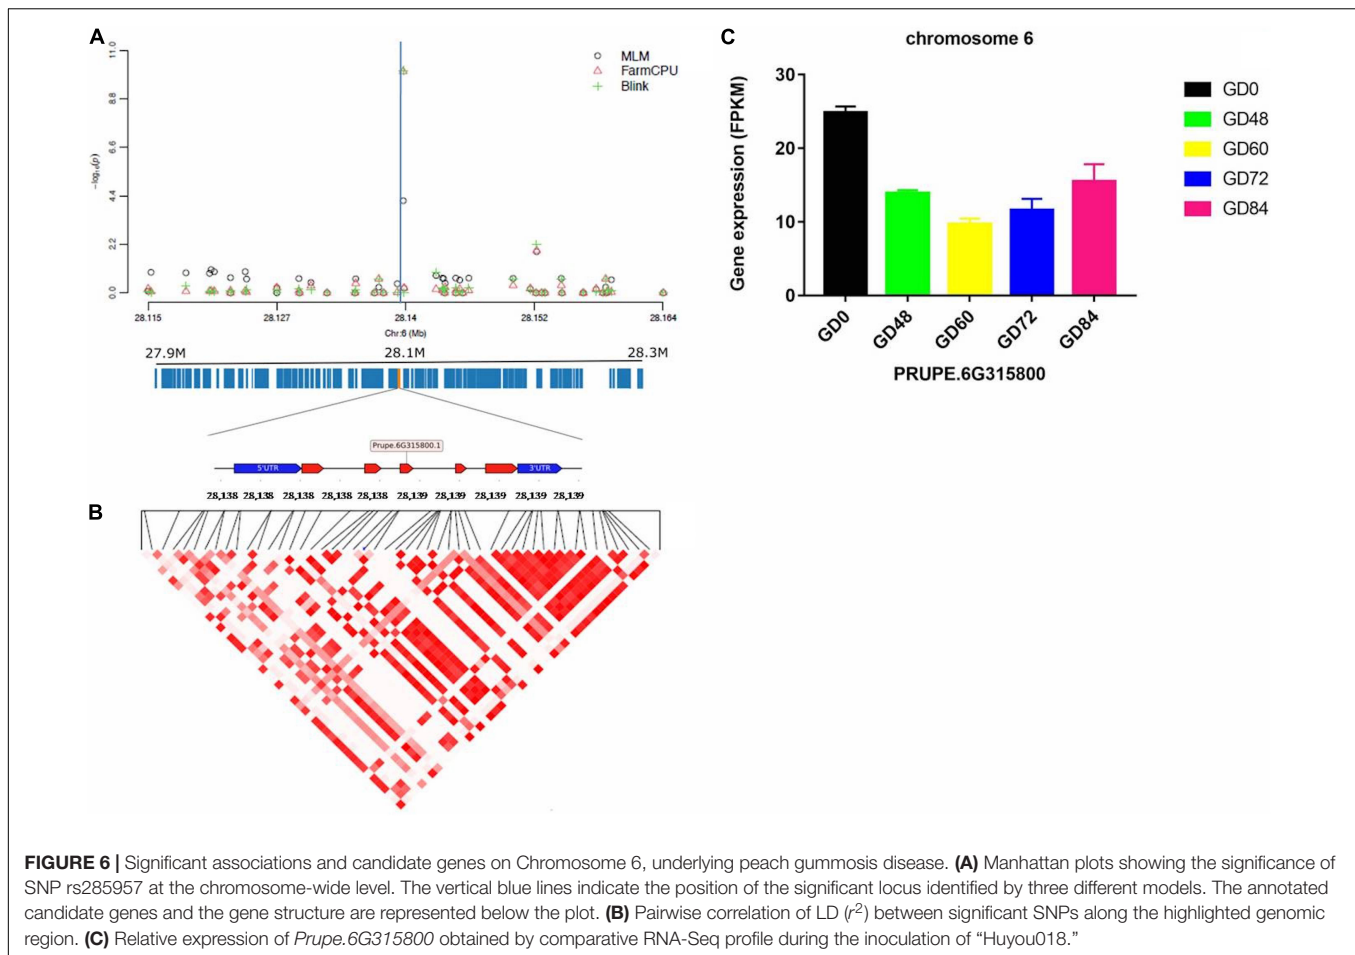 A
11.0
8.8
6.6
4.4
2.2
0.0
−log₁₀(p)
MLM
FarmCPU
Blink
28.115
28.127
28.14
28.152
28.164
Chr:6 (Mb)
27.9M
28.1M
28.3M
Prupe.6G315800.1
5'UTR
3'UTR
28,138 28,138 28,138 28,138 28,138 28,139 28,139 28,139 28,139 28,139
B
C
chromosome 6
Gene expression (FPKM)
30
20
10
0
GD0
GD48
GD60
GD72
GD84
PRUPE.6G315800
GD0
GD48
GD60
GD72
GD84
FIGURE 6 | Significant associations and candidate genes on Chromosome 6, underlying peach gummosis disease. (A) Manhattan plots showing the significance of
SNP rs285957 at the chromosome-wide level. The vertical blue lines indicate the position of the significant locus identified by three different models. The annotated
candidate genes and the gene structure are represented below the plot. (B) Pairwise correlation of LD (r²) between significant SNPs along the highlighted genomic
region. (C) Relative expression of Prupe.6G315800 obtained by comparative RNA-Seq profile during the inoculation of “Huyou018.”